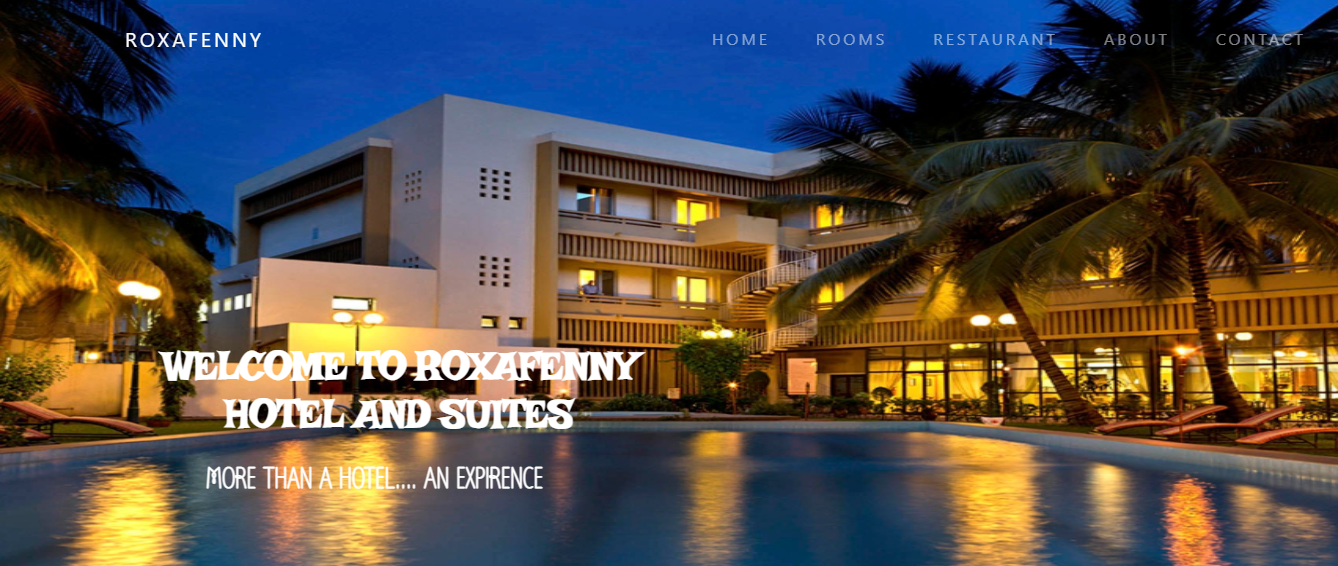 ROXAFENNY
HOME ROOMS RESTAURANT ABOUT CONTACT
WELCOME TO ROXAFENNY
HOTEL AND SUITES
MORE THAN A HOTEL.... AN EXPIRENCE